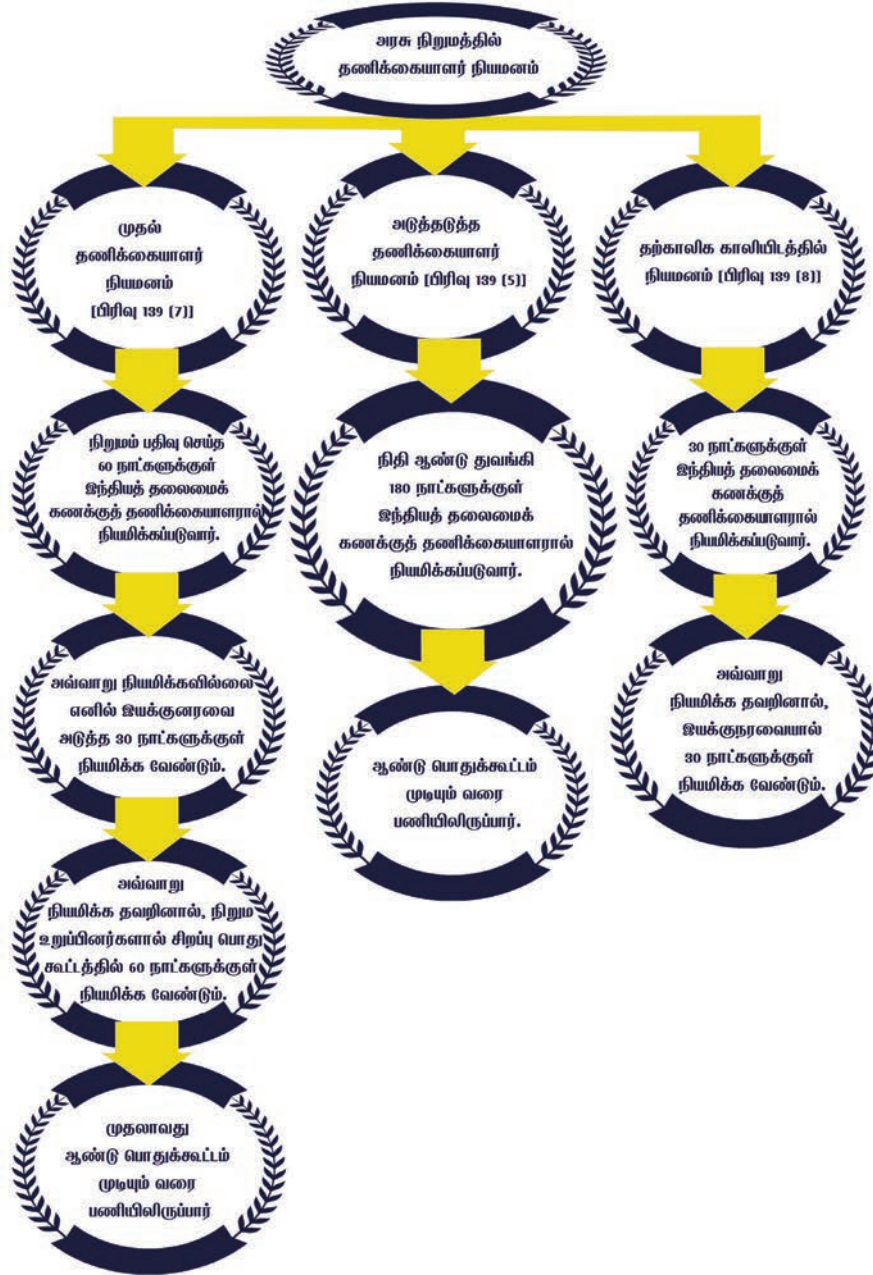 அரசு நிறுமத்தில்
தணிக்கையாளர் நியமனம்
முதல்
தணிக்கையாளர்
நியமனம்
[பிரிவு 139 (7)]
நிறுமம் பதிவு செய்த
60 நாட்களுக்குள்
இந்தியத் தலைமைக்
கணக்குத் தணிக்கையாளரால்
நியமிக்கப்படுவார்.
அவ்வாறு நியமிக்கவில்லை
எனில் இயக்குனரவை
அடுத்த 30 நாட்களுக்குள்
நியமிக்க வேண்டும்.
அவ்வாறு
நியமிக்க தவறினால், நிறும
உறுப்பினர்களால் சிறப்பு பொது
கூட்டத்தில் 60 நாட்களுக்குள்
நியமிக்க வேண்டும்.
முதலாவது
ஆண்டு பொதுக்கூட்டம்
முடியும் வரை
பணியிலிருப்பார்
அடுத்தடுத்த
தணிக்கையாளர்
நியமனம் [பிரிவு 139 (5)]
நிதி ஆண்டு துவங்கி
180 நாட்களுக்குள்
இந்தியத் தலைமைக்
கணக்குத் தணிக்கையாளரால்
நியமிக்கப்படுவார்.
ஆண்டு பொதுக்கூட்டம்
முடியும் வரை
பணியிலிருப்பார்.
தற்காலிக காலியிடத்தில்
நியமனம் [பிரிவு 139 (8)]
30 நாட்களுக்குள்
இந்தியத் தலைமைக்
கணக்குத்
தணிக்கையாளரால்
நியமிக்கப்படுவார்.
அவ்வாறு
நியமிக்க தவறினால்,
இயக்குநரவையால்
30 நாட்களுக்குள்
நியமிக்க வேண்டும்.